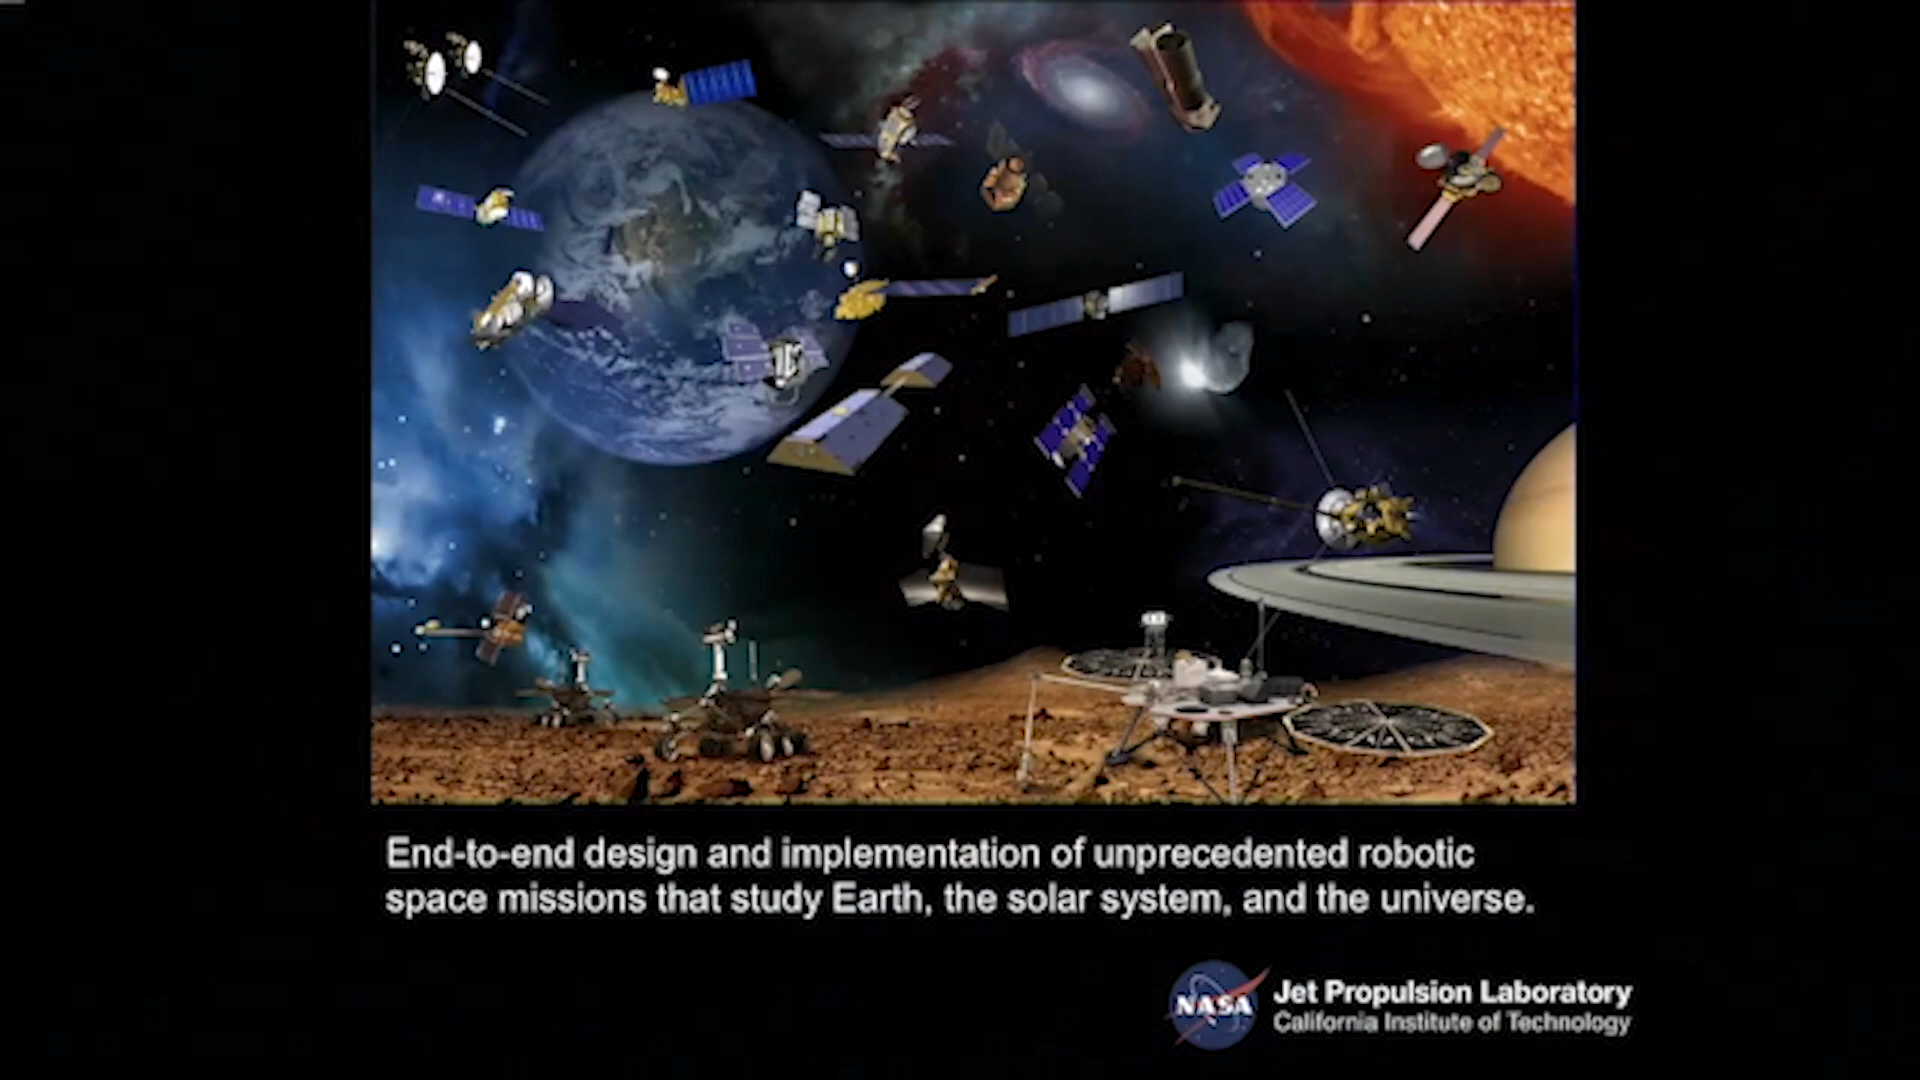 End-to-end design and implementation of unprecedented robotic
space missions that study Earth, the solar system, and the universe.
NASA
Jet Propulsion Laboratory
California Institute of Technology